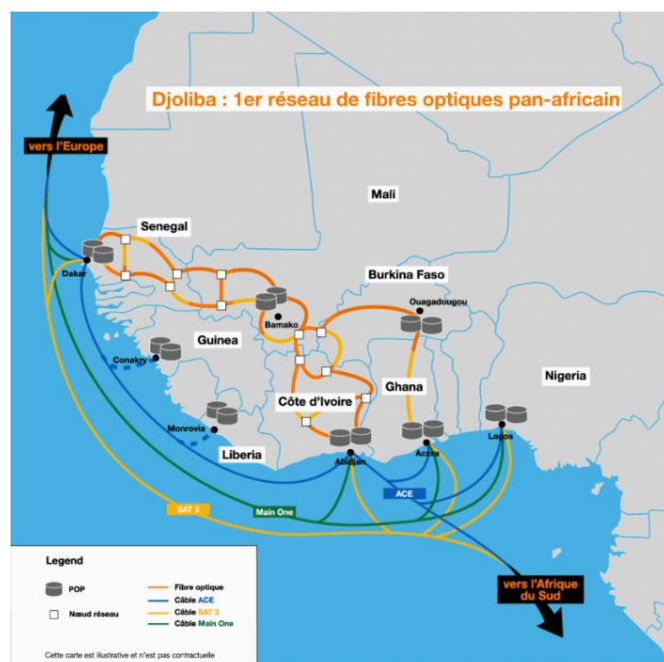 Djoliba : 1er réseau de fibres optiques pan-africain
vers l'Europe
Mali
Senegal
Dakar
Burkina Faso
Ouagadougou
Bamako
Guinea
Conakry
Nigeria
Ghana
Côte d'Ivoire
Monrovia
Liberia
Abidjan
Accra
Lagos
ACE
Main One
SAT 3
vers l'Afrique
du Sud
Legend
POP
Nœud réseau
Fibre optique
Câble ACE
Câble SAT 3
Câble Main One
Cette carte est illustrative et n'est pas contractuelle